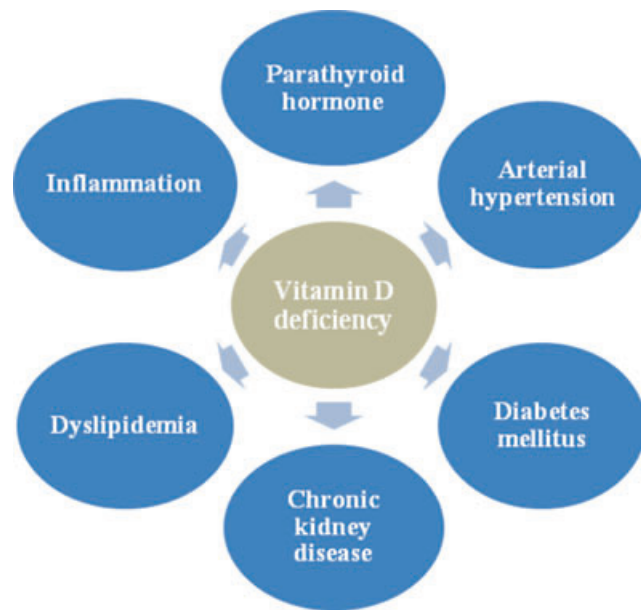 Parathyroid
hormone
Arterial
hypertension
Inflammation
Vitamin D
deficiency
Dyslipidemia
Diabetes
mellitus
Chronic
kidney
disease